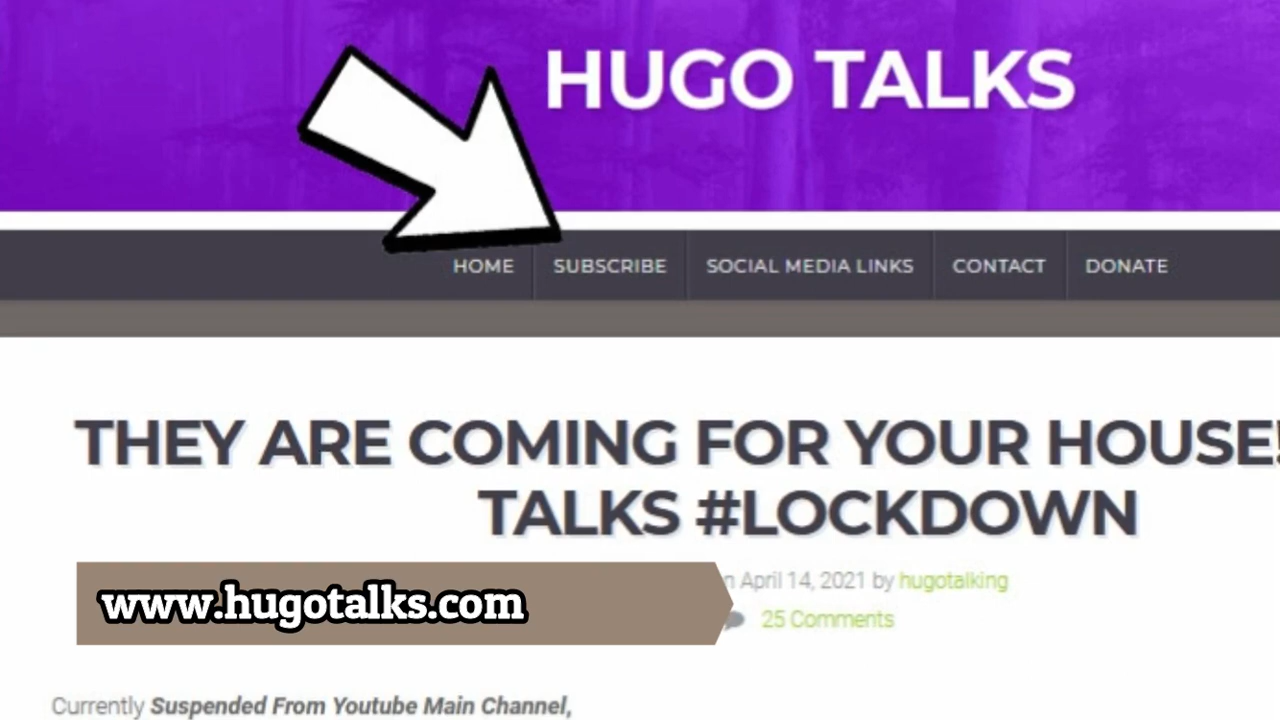 HUGO TALKS
HOME SUBSCRIBE SOCIAL MEDIA LINKS CONTACT DONATE
THEY ARE COMING FOR YOUR HOUSE!
TALKS #LOCKDOWN
n April 14, 2021 by hugotalking
www.hugotalks.com
25 Comments
Currently Suspended From Youtube Main Channel,